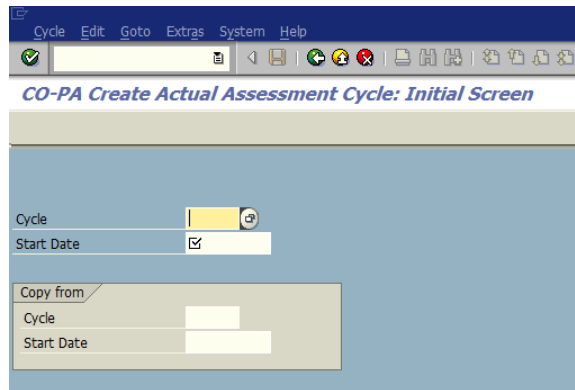 Cycle Edit Goto Extras System Help
CO-PA Create Actual Assessment Cycle: Initial Screen
Cycle
Start Date
Copy from
Cycle
Start Date